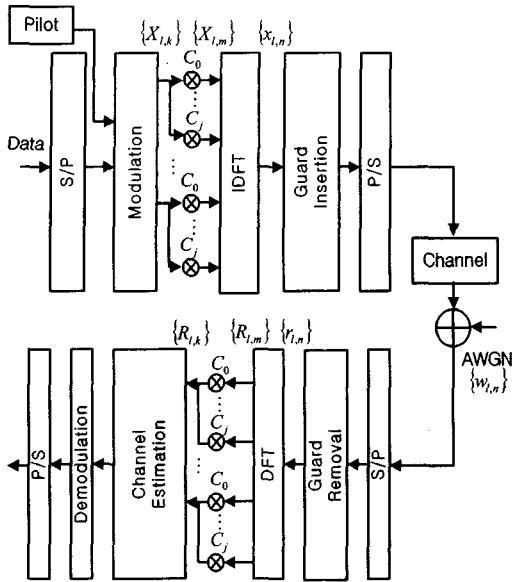 Pilot
{X_{l,k}} {X_{l,m}} {x_{l,n}}
Data
S/P
Modulation
C_0
...
C_j
...
C_0
...
C_j
IDFT
Guard
Insertion
P/S
Channel
AWGN
{w_{l,n}}
{R_{l,k}} {R_{l,m}} {r_{l,n}}
P/S
Demodulation
Channel
Estimation
C_0
...
C_j
...
C_0
...
C_j
DFT
Guard
Removal
S/P